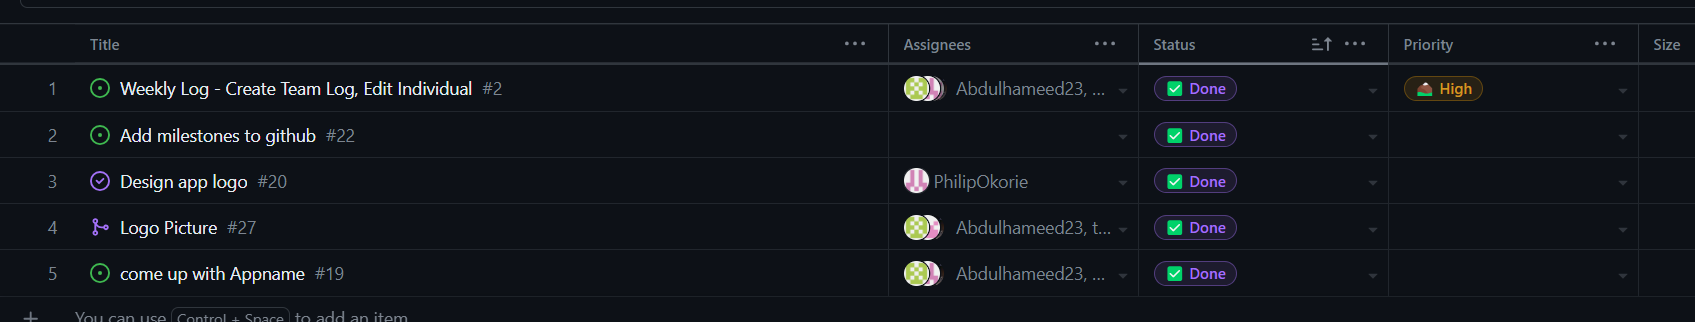 Title Assignees Status Priority Size
1 Weekly Log - Create Team Log, Edit Individual #2 Abdulhameed23, ... Done High
2 Add milestones to github #22 Done
3 Design app logo #20 PhilipOkorie Done
4 Logo Picture #27 Abdulhameed23, t... Done
5 come up with Appname #19 Abdulhameed23, ... Done
You can use Control + Space to add an item